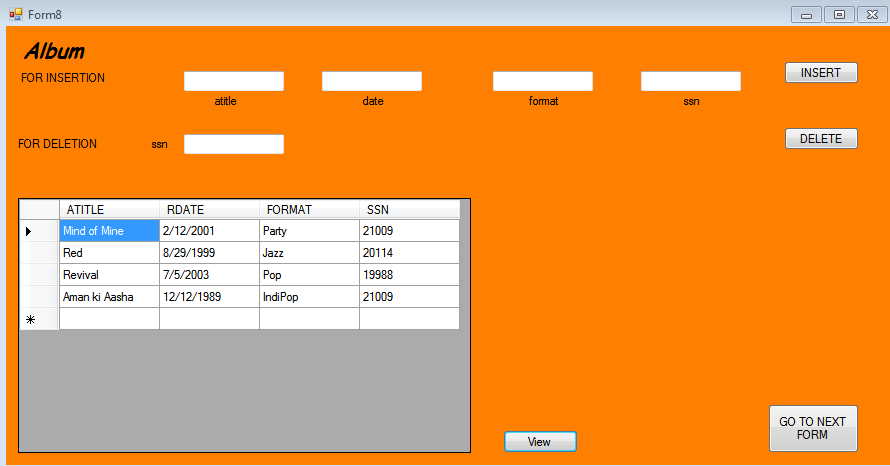 Form8
Album
FOR INSERTION
INSERT
atitle date format ssn
FOR DELETION ssn
DELETE
ATITLE RDATE FORMAT SSN
Mind of Mine 2/12/2001 Party 21009
Red 8/29/1999 Jazz 20114
Revival 7/5/2003 Pop 19988
Aman ki Aasha 12/12/1989 IndiPop 21009
View
GO TO NEXT
FORM